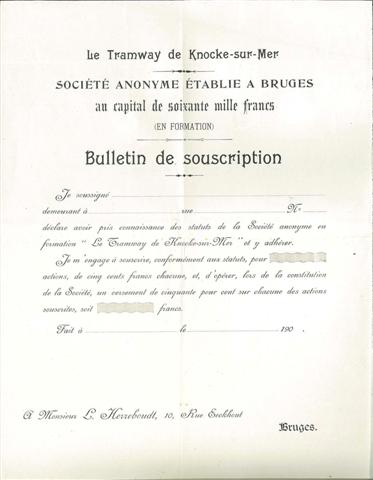 Le Tramway de Knocke-sur-Mer
SOCIÉTÉ ANONYME ÉTABLIE A BRUGES
au capital de soixante mille francs
(EN FORMATION)
Bulletin de souscription
Je soussigné
demeurant à rue No
déclare avoir pris connaissance des statuts de la Société anonyme en
formation “ Le Tramway de Knocke-sur-Mer ” et y adhérer.
Je m'engage à souscrire, conformément aux statuts, pour
actions, de cinq cents francs chacune, et, d'opérer, lors de la constitution
de la Société, un versement de cinquante pour cent sur chacune des actions
souscrites, soit francs.
Fait à le 190
A Monsieur L. Herreboudt, 10, Rue Eeckhout
Bruges.